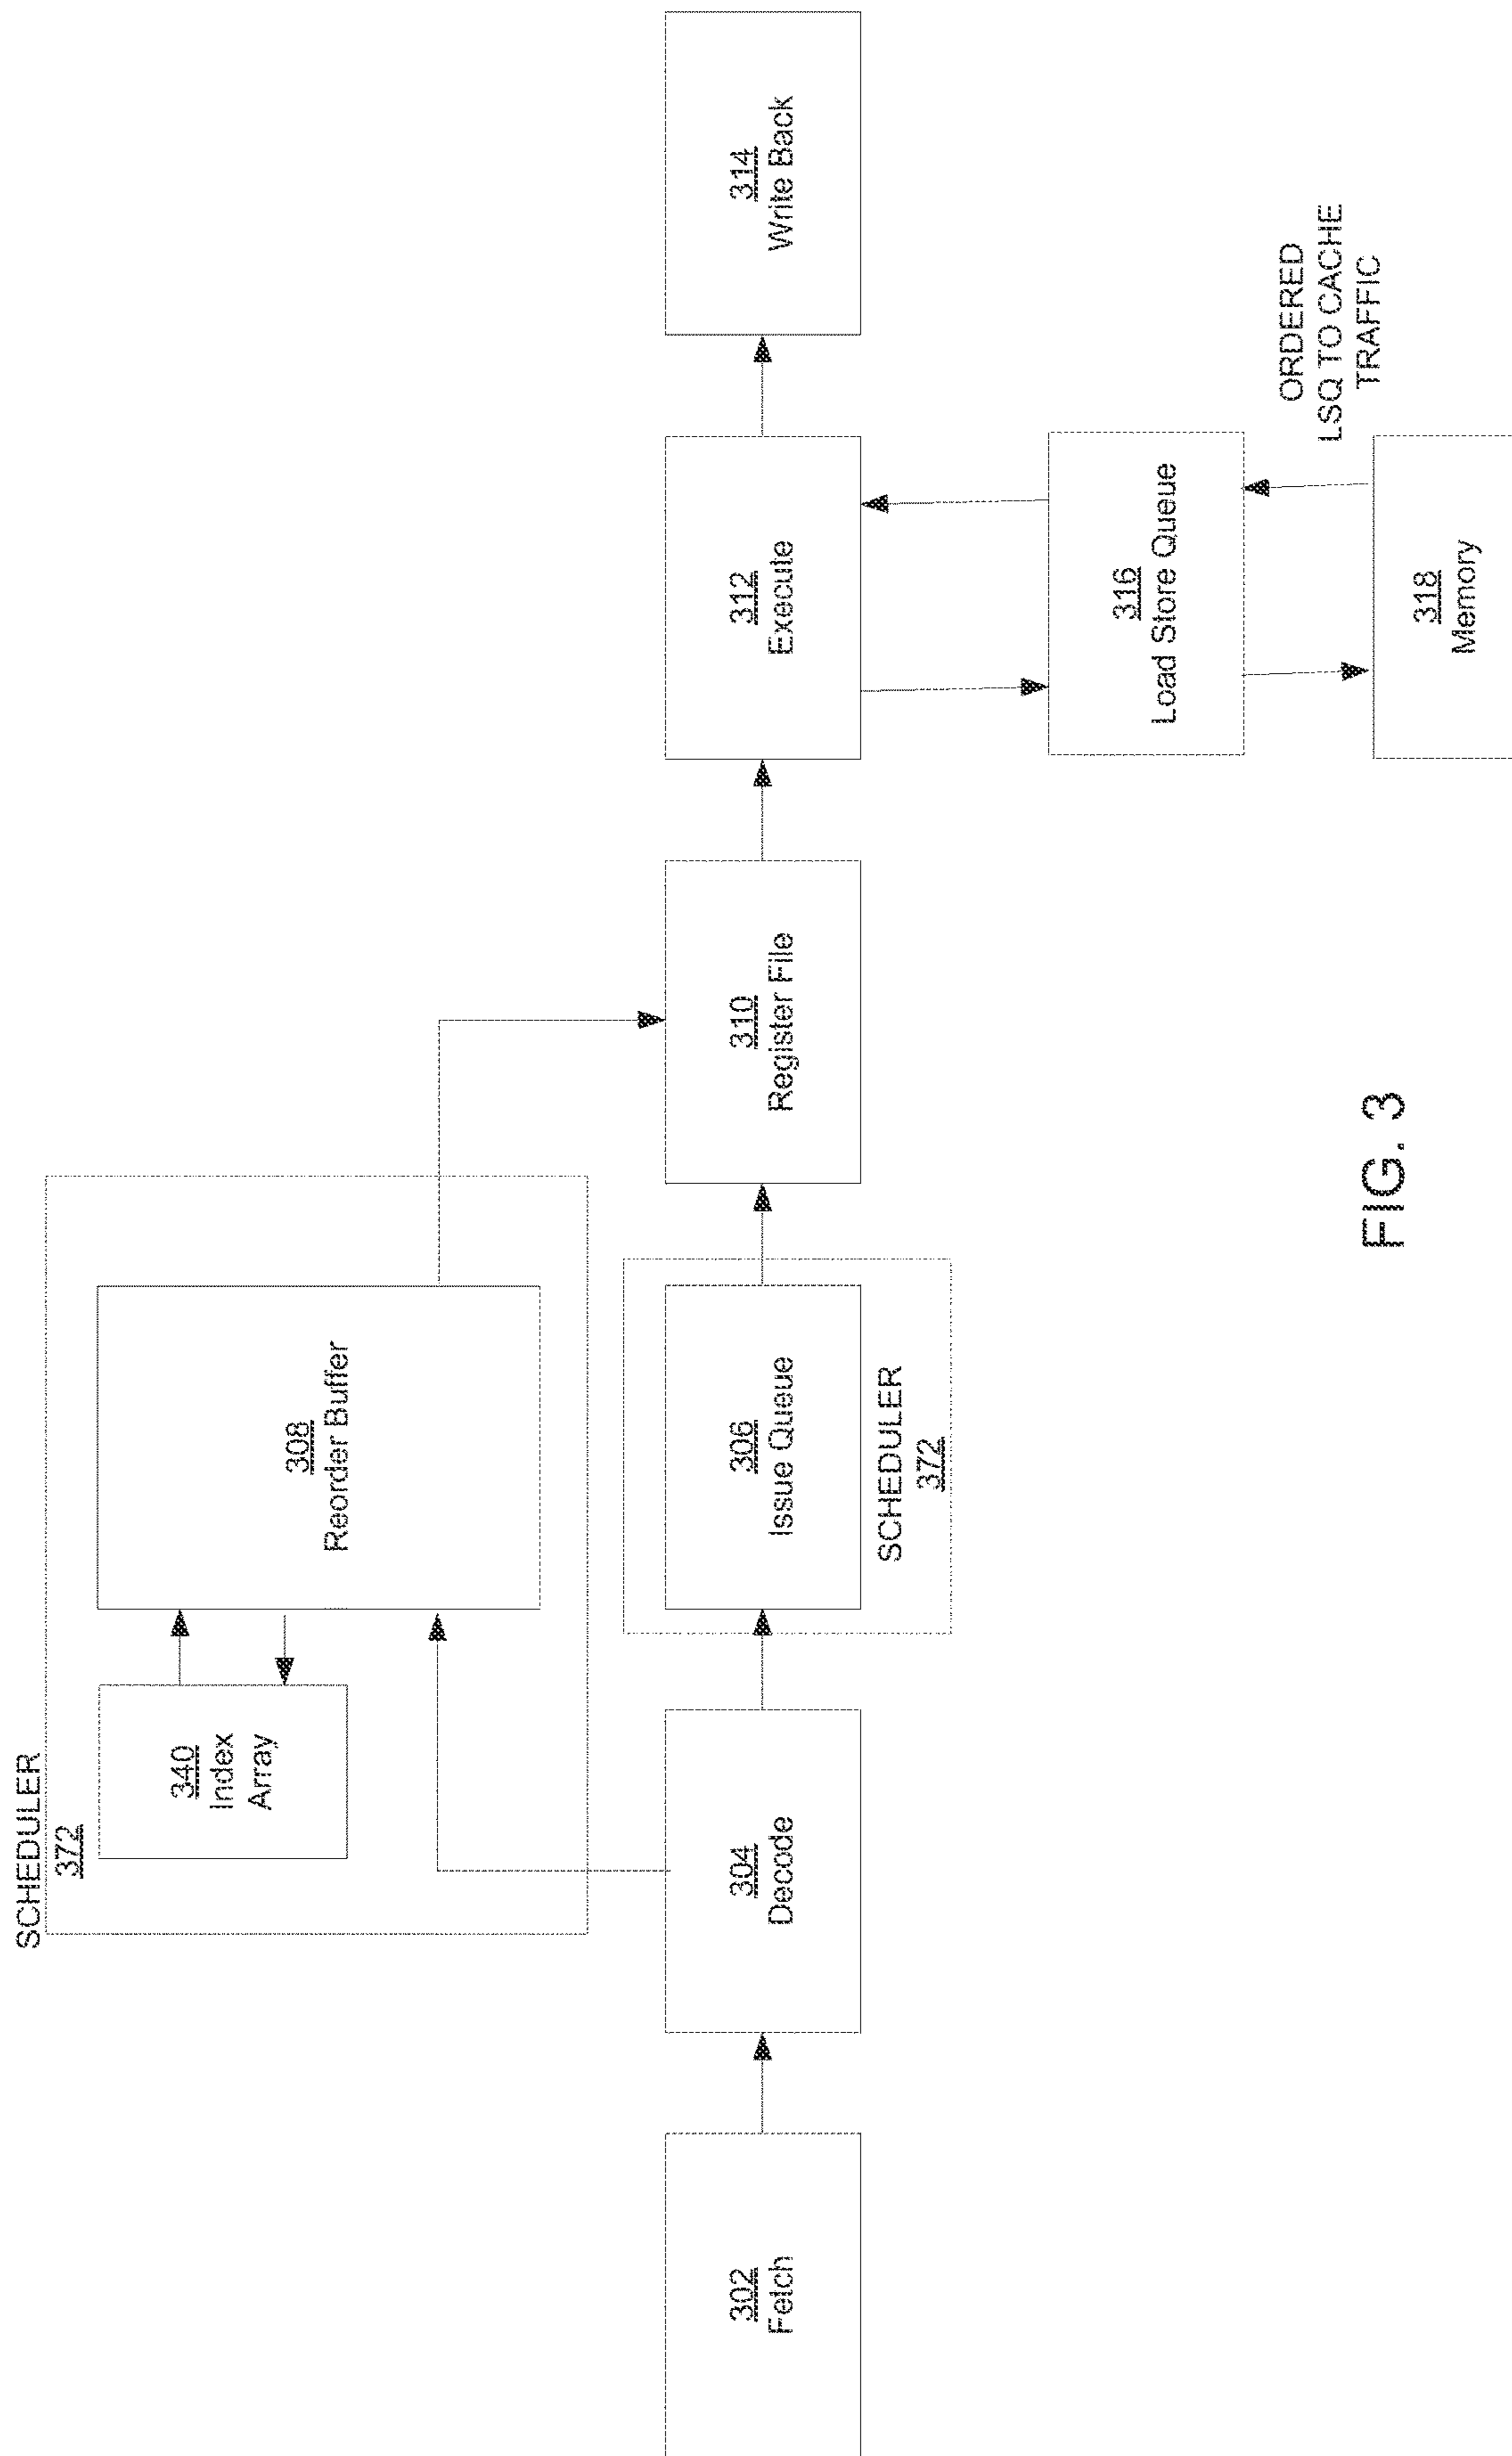 SCHEDULER
372
340
Index
Array
308
Reorder Buffer
302
Fetch
304
Decode
306
Issue Queue
SCHEDULER
372
310
Register File
312
Execute
314
Write Back
316
Load Store Queue
ORDERED
LSQ TO CACHE
TRAFFIC
318
Memory
FIG. 3